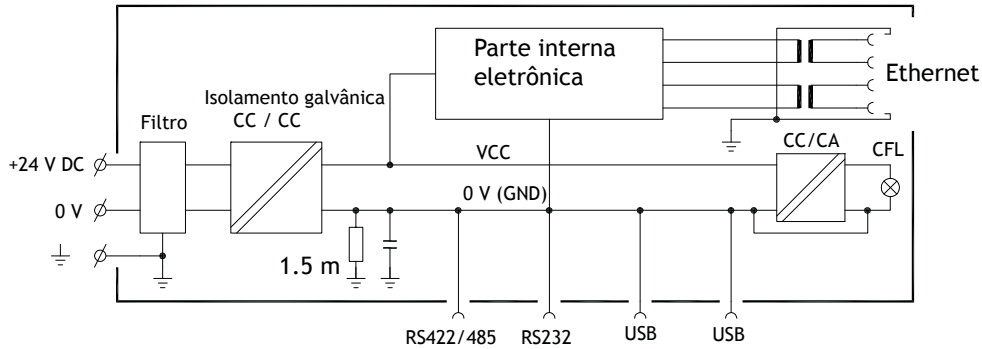 Parte interna
eletrônica
Ethernet
Isolamento galvânica
CC / CC
Filtro
+24 V DC
VCC
CC/CA
CFL
0 V
0 V (GND)
1.5 m
RS422/485
RS232
USB
USB